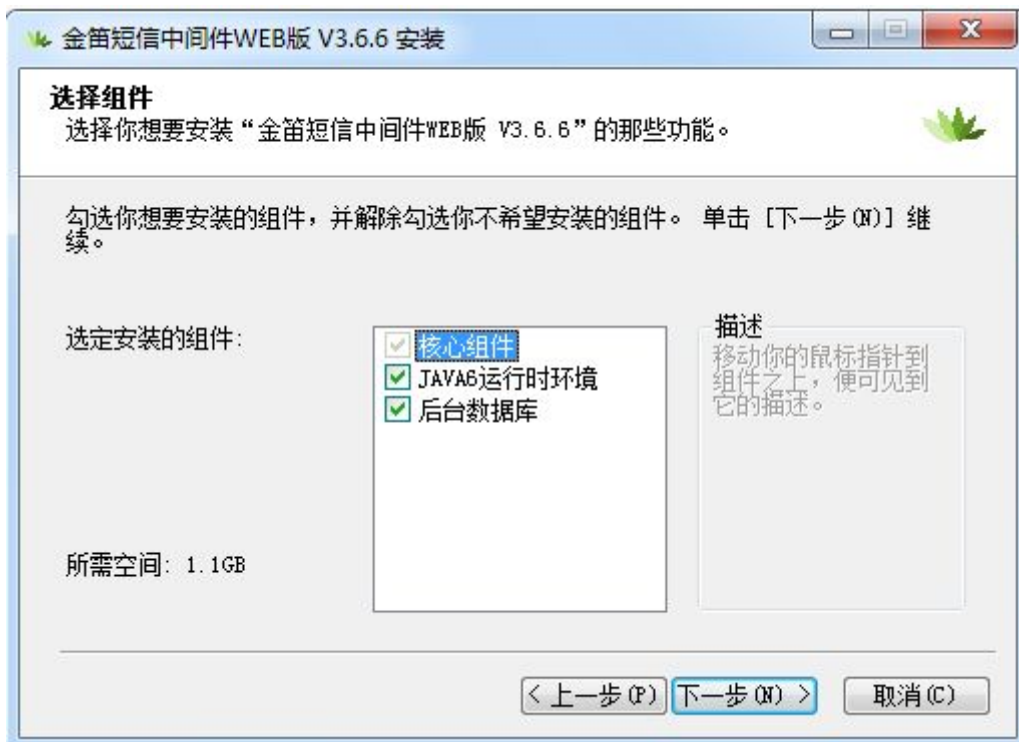 金笛短信中间件WEB版 V3.6.6 安装
选择组件
选择你想要安装“金笛短信中间件WEB版 V3.6.6”的那些功能。
勾选你想要安装的组件，并解除勾选你不希望安装的组件。 单击 [下一步(N)] 继
续。
选定安装的组件:
核心组件
JAVA6运行时环境
后台数据库
描述
移动你的鼠标指针到
组件之上，便可见到
它的描述。
所需空间: 1.1GB
< 上一步(P)
下一步(N) >
取消(C)